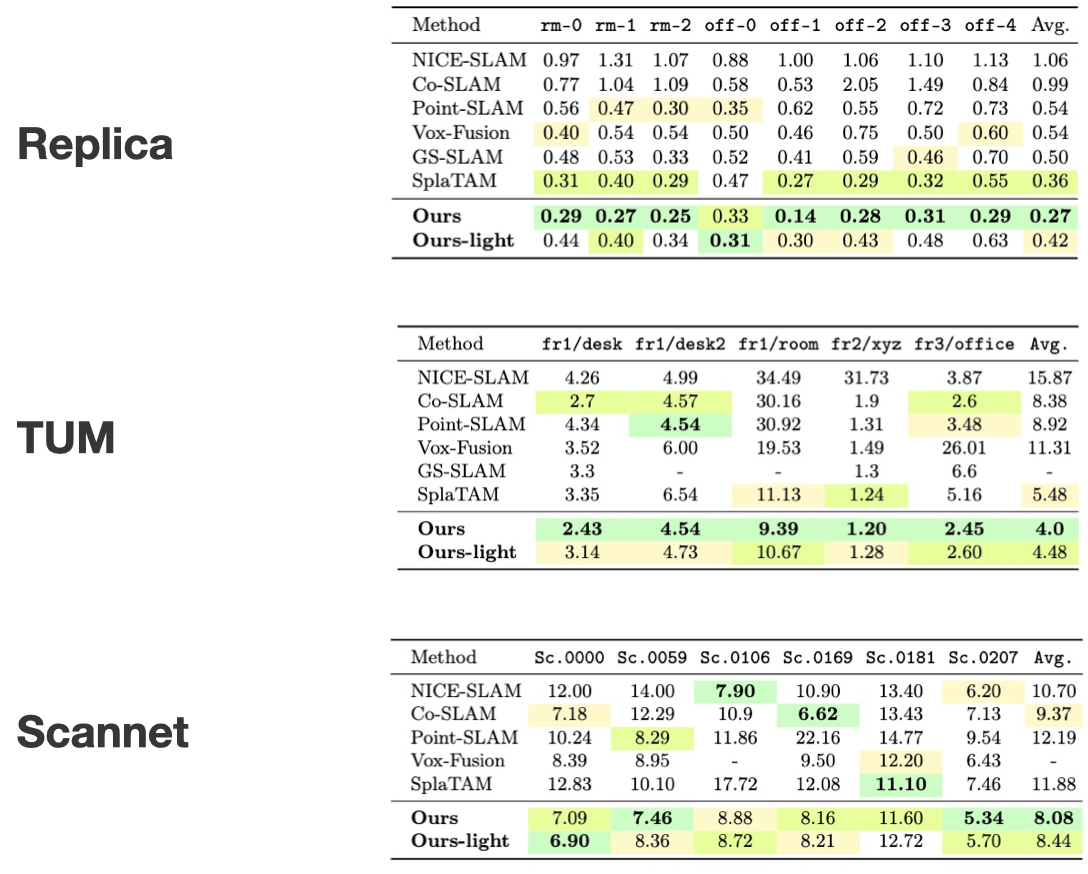 Replica
Method rm-0 rm-1 rm-2 off-0 off-1 off-2 off-3 off-4 Avg.
NICE-SLAM 0.97 1.31 1.07 0.88 1.00 1.06 1.10 1.13 1.06
Co-SLAM 0.77 1.04 1.09 0.58 0.53 2.05 1.49 0.84 0.99
Point-SLAM 0.56 0.47 0.30 0.35 0.62 0.55 0.72 0.73 0.54
Vox-Fusion 0.40 0.54 0.54 0.50 0.46 0.75 0.50 0.60 0.54
GS-SLAM 0.48 0.53 0.33 0.52 0.41 0.59 0.46 0.70 0.50
SplaTAM 0.31 0.40 0.29 0.47 0.27 0.29 0.32 0.55 0.36
Ours 0.29 0.27 0.25 0.33 0.14 0.28 0.31 0.29 0.27
Ours-light 0.44 0.40 0.34 0.31 0.30 0.43 0.48 0.63 0.42
TUM
Method fr1/desk fr1/desk2 fr1/room fr2/xyz fr3/office Avg.
NICE-SLAM 4.26 4.99 34.49 31.73 3.87 15.87
Co-SLAM 2.7 4.57 30.16 1.9 2.6 8.38
Point-SLAM 4.34 4.54 30.92 1.31 3.48 8.92
Vox-Fusion 3.52 6.00 19.53 1.49 26.01 11.31
GS-SLAM 3.3 - - 1.3 6.6 -
SplaTAM 3.35 6.54 11.13 1.24 5.16 5.48
Ours 2.43 4.54 9.39 1.20 2.45 4.0
Ours-light 3.14 4.73 10.67 1.28 2.60 4.48
Scannet
Method Sc.0000 Sc.0059 Sc.0106 Sc.0169 Sc.0181 Sc.0207 Avg.
NICE-SLAM 12.00 14.00 7.90 10.90 13.40 6.20 10.70
Co-SLAM 7.18 12.29 10.9 6.62 13.43 7.13 9.37
Point-SLAM 10.24 8.29 11.86 22.16 14.77 9.54 12.19
Vox-Fusion 8.39 8.95 - 9.50 12.20 6.43 -
SplaTAM 12.83 10.10 17.72 12.08 11.10 7.46 11.88
Ours 7.09 7.46 8.88 8.16 11.60 5.34 8.08
Ours-light 6.90 8.36 8.72 8.21 12.72 5.70 8.44